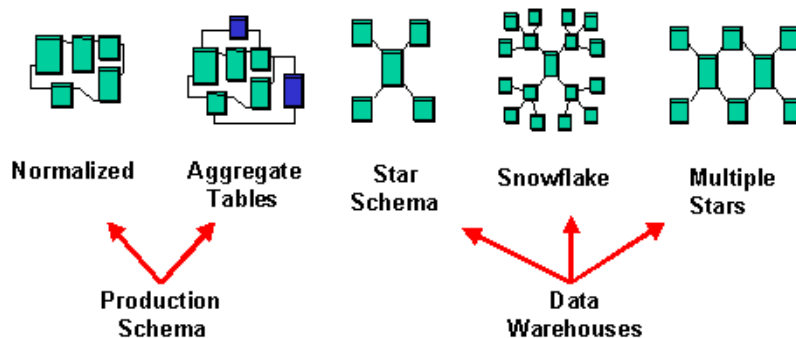 Normalized
Aggregate
Tables
Star
Schema
Snowflake
Multiple
Stars
Production
Schema
Data
Warehouses